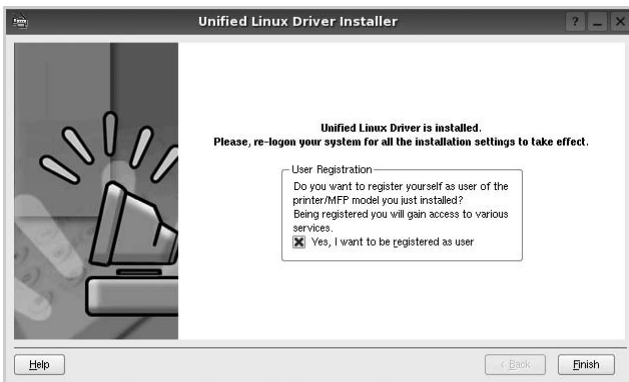 Unified Linux Driver Installer
Unified Linux Driver is installed.
Please, re-logon your system for all the installation settings to take effect.
User Registration
Do you want to register yourself as user of the
printer/MFP model you just installed?
Being registered you will gain access to various
services.
Yes, I want to be registered as user
Help
< Back
Finish